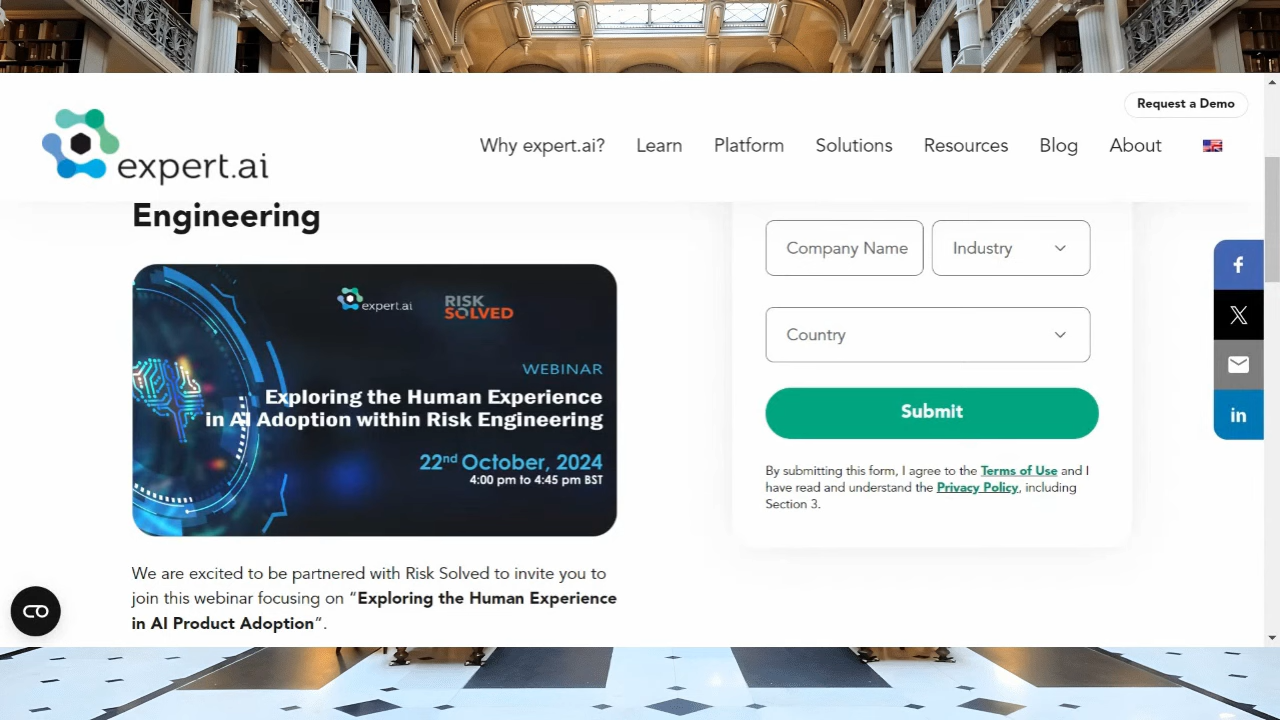 Request a Demo
expert.ai
Why expert.ai?
Learn
Platform
Solutions
Resources
Blog
About
Engineering
expert.ai
RISK
SOLVED
WEBINAR
Exploring the Human Experience
in AI Adoption within Risk Engineering
22nd October, 2024
4:00 pm to 4:45 pm BST
We are excited to be partnered with Risk Solved to invite you to
join this webinar focusing on “Exploring the Human Experience
in AI Product Adoption”.
Company Name
Industry
Country
Submit
By submitting this form, I agree to the Terms of Use and I
have read and understand the Privacy Policy, including
Section 3.
f
X
in